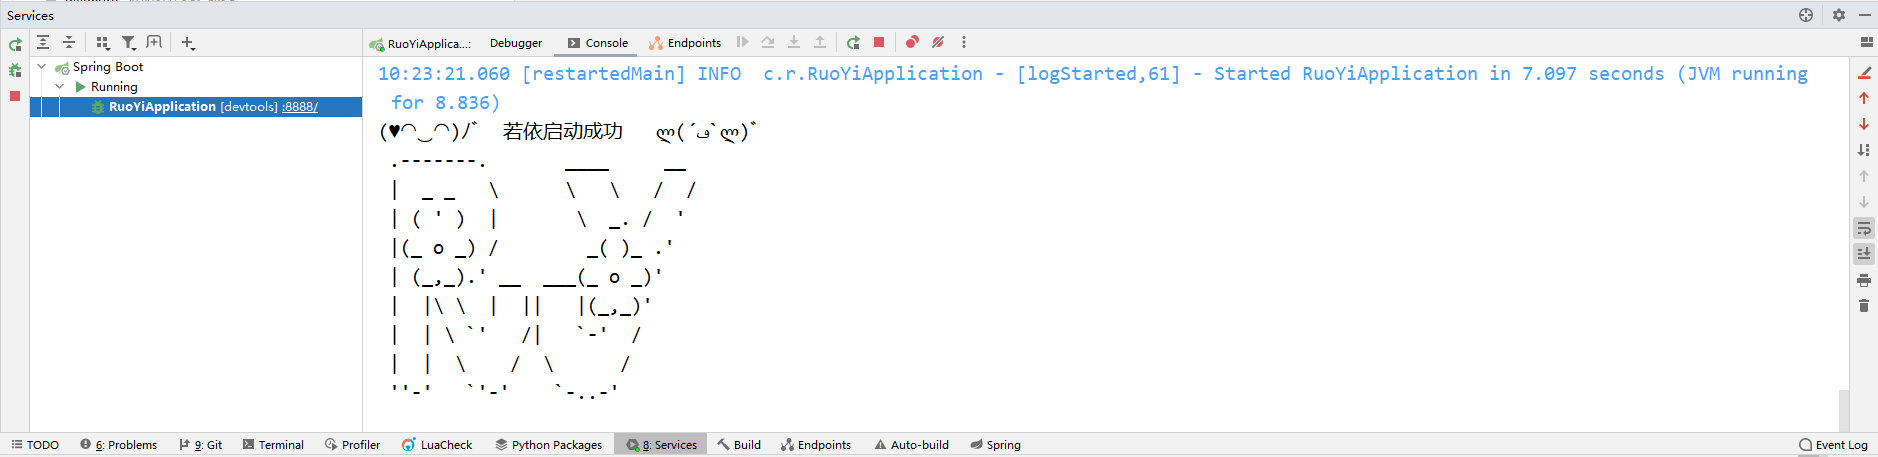 Services
RuoYiApplica...:
Debugger
Console
Endpoints
Spring Boot
Running
RuoYiApplication [devtools] :8888/
10:23:21.060 [restartedMain] INFO  c.r.RuoYiApplication - [logStarted,61] - Started RuoYiApplication in 7.097 seconds (JVM running
 for 8.836)
(♥◠‿◠)ﾉﾞ  若依启动成功   ლ(´ڡ`ლ)ﾞ
 .-------.       ____     __
 |  _ _   \      \   \   /  /
 | ( ' )  |       \  _. /  '
 |(_ o _) /        _( )_ .'
 | (_,_).' __  ___(_ o _)'
 |  |\ \  |  ||   |(_,_)'
 |  | \ `'   /|   `-'  /
 |  |  \    /  \      /
 ''-'   `'-'    `-..-'
TODO
6: Problems
9: Git
Terminal
Profiler
LuaCheck
Python Packages
8: Services
Build
Endpoints
Auto-build
Spring
Event Log